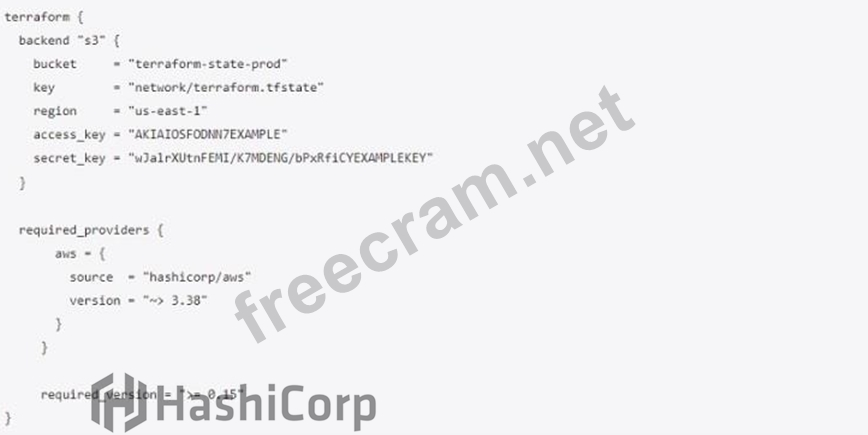 terraform {
backend "s3" {
bucket = "terraform-state-prod"
key = "network/terraform.tfstate"
region = "us-east-1"
access_key = "AKIAIOSFODNN7EXAMPLE"
secret_key = "wJalrXUtnFEMI/K7MDENG/bPxRfiCYEXAMPLEKEY"
}
required_providers {
aws = {
source = "hashicorp/aws"
version = "~> 3.38"
}
}
required_version = ">= 0.15"
}
freecram.net
HashiCorp